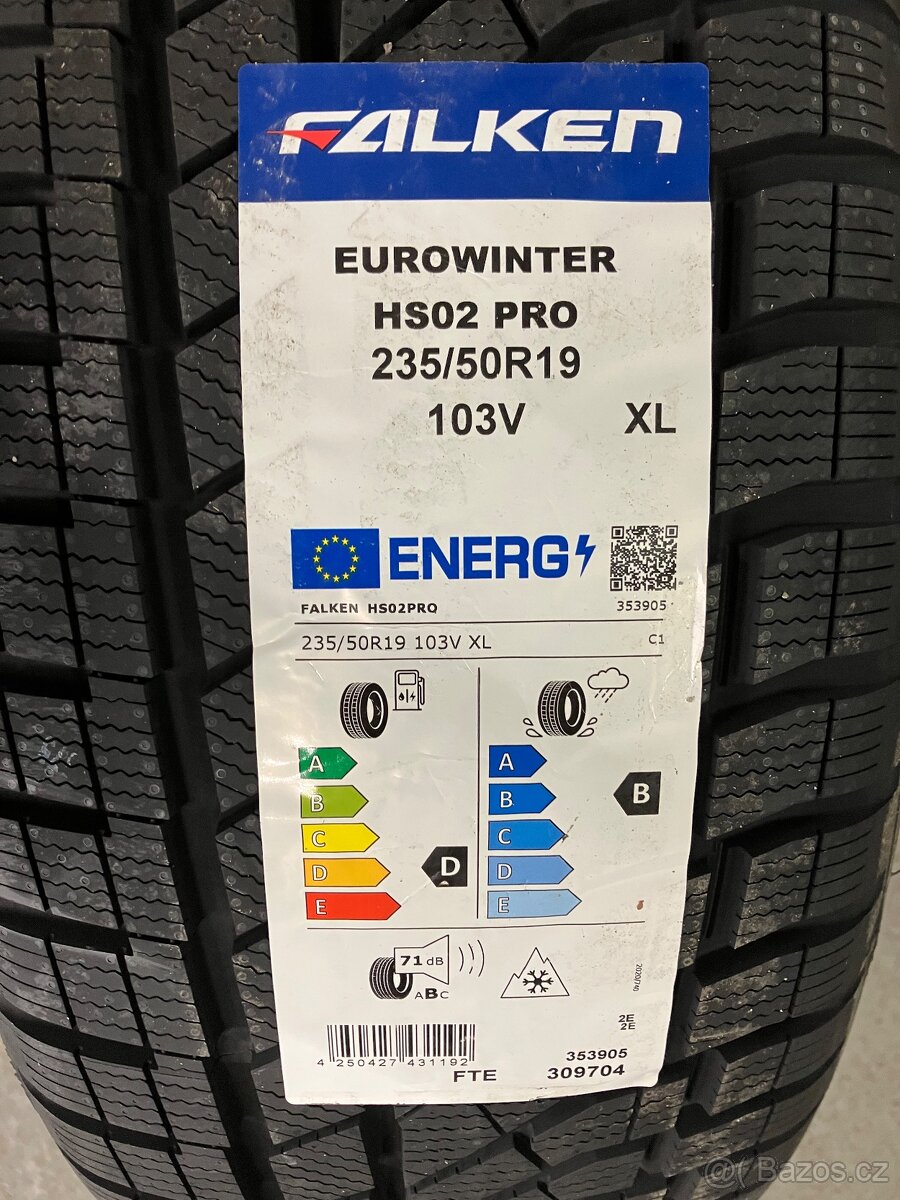 FALKEN
EUROWINTER
HS02 PRO
235/50R19
103V XL
ENERG
FALKEN HS02PRO 353905
235/50R19 103V XL C1
A A
B B B
C C
D D D
E E
71 dB
ABC
2020/740
2E
2E
4 250427 431192
353905
FTE 309704
Bazos.cz